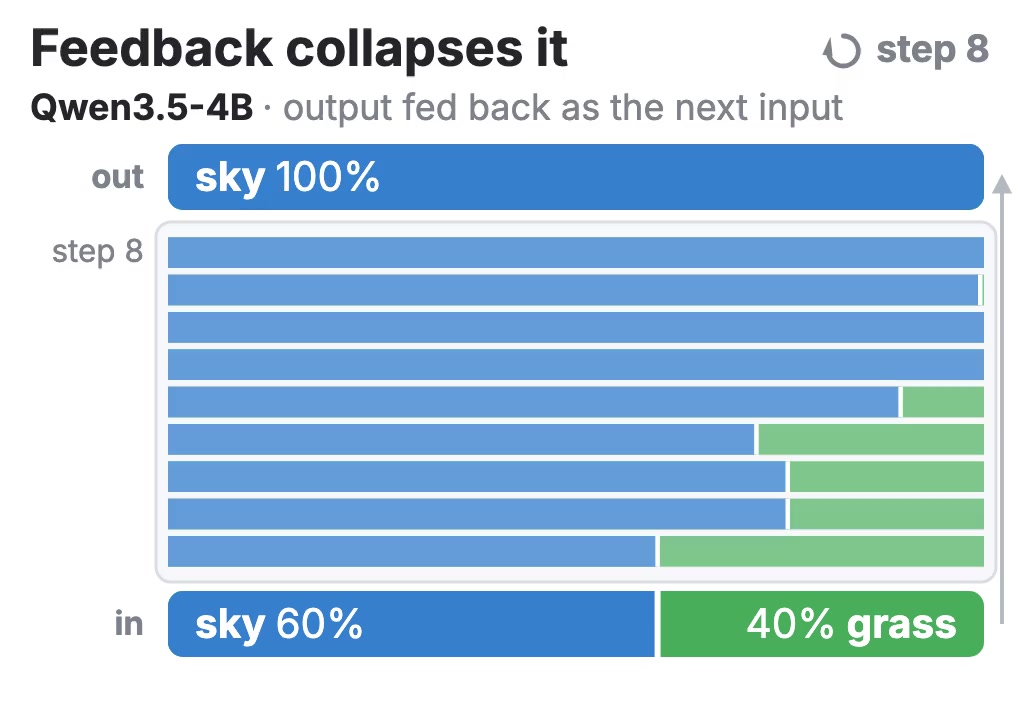 Feedback collapses it
step 8
Qwen3.5-4B · output fed back as the next input
out
sky 100%
step 8
in
sky 60%
40% grass